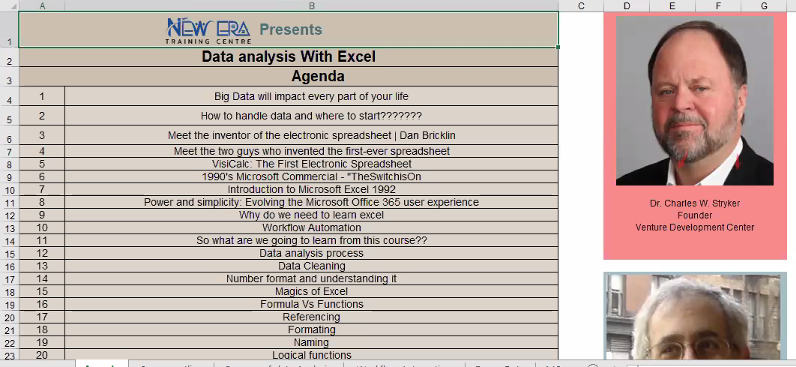 A B C D E F G
1 NEW ERA Presents
TRAINING CENTRE
2 Data analysis With Excel
3 Agenda
4 1 Big Data will impact every part of your life
5 2 How to handle data and where to start???????
6 3 Meet the inventor of the electronic spreadsheet | Dan Bricklin
7 4 Meet the two guys who invented the first-ever spreadsheet
8 5 VisiCalc: The First Electronic Spreadsheet
9 6 1990's Microsoft Commercial - "TheSwitchisOn
10 7 Introduction to Microsoft Excel 1992
11 8 Power and simplicity: Evolving the Microsoft Office 365 user experience
12 9 Why do we need to learn excel
13 10 Workflow Automation
14 11 So what are we going to learn from this course??
15 12 Data analysis process
16 13 Data Cleaning
17 14 Number format and understanding it
18 15 Magics of Excel
19 16 Formula Vs Functions
20 17 Referencing
21 18 Formating
22 19 Naming
23 20 Logical functions
Dr. Charles W. Stryker
Founder
Venture Development Center